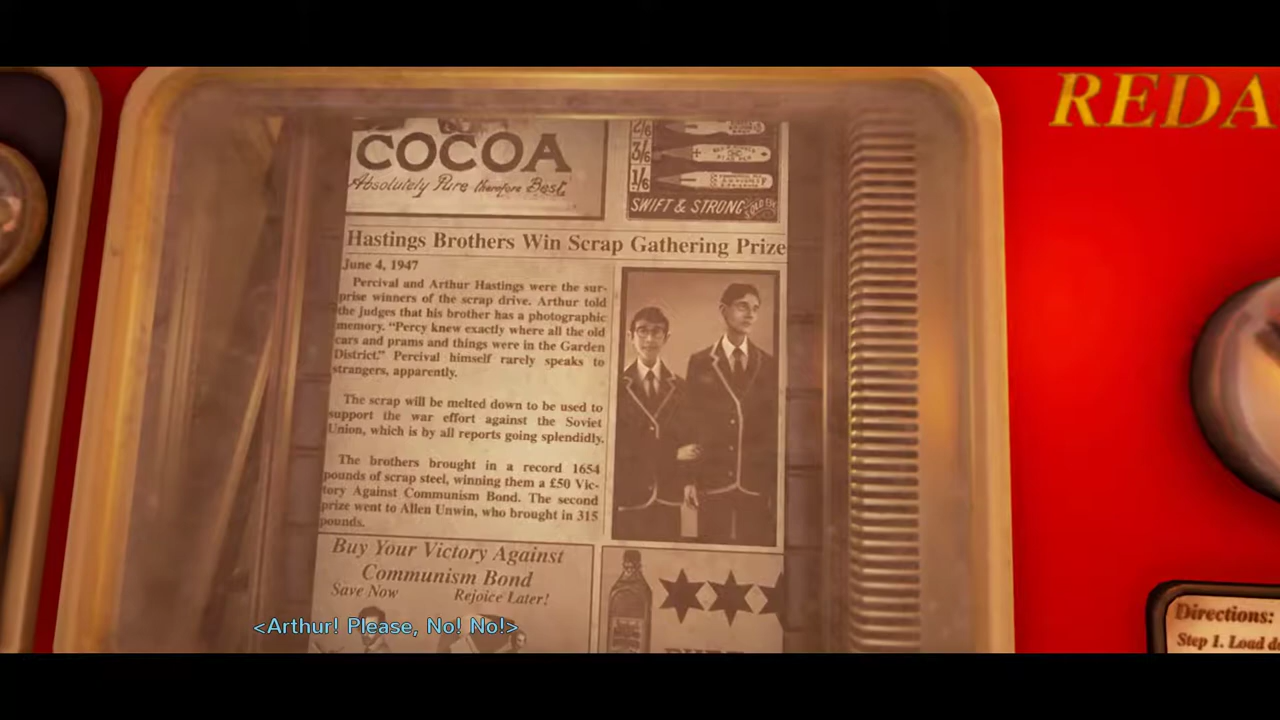 REDA
COCOA
Absolutely Pure therefore Best
2/6
3/6
1/6
SWIFT & STRONG
Hastings Brothers Win Scrap Gathering Prize
June 4, 1947
Percival and Arthur Hastings were the sur-
prise winners of the scrap drive. Arthur told
the judges that his brother has a photographic
memory. “Percy knew exactly where all the old
cars and prams and things were in the Garden
District.” Percival himself rarely speaks to
strangers, apparently.
The scrap will be melted down to be used to
support the war effort against the Soviet
Union, which is by all reports going splendidly.
The brothers brought in a record 1654
pounds of scrap steel, winning them a £50 Vic-
tory Against Communism Bond. The second
prize went to Allen Unwin, who brought in 315
pounds.
Buy Your Victory Against
Communism Bond
Save Now Rejoice Later!
<Arthur! Please, No! No!>
Directions:
Step 1. Load